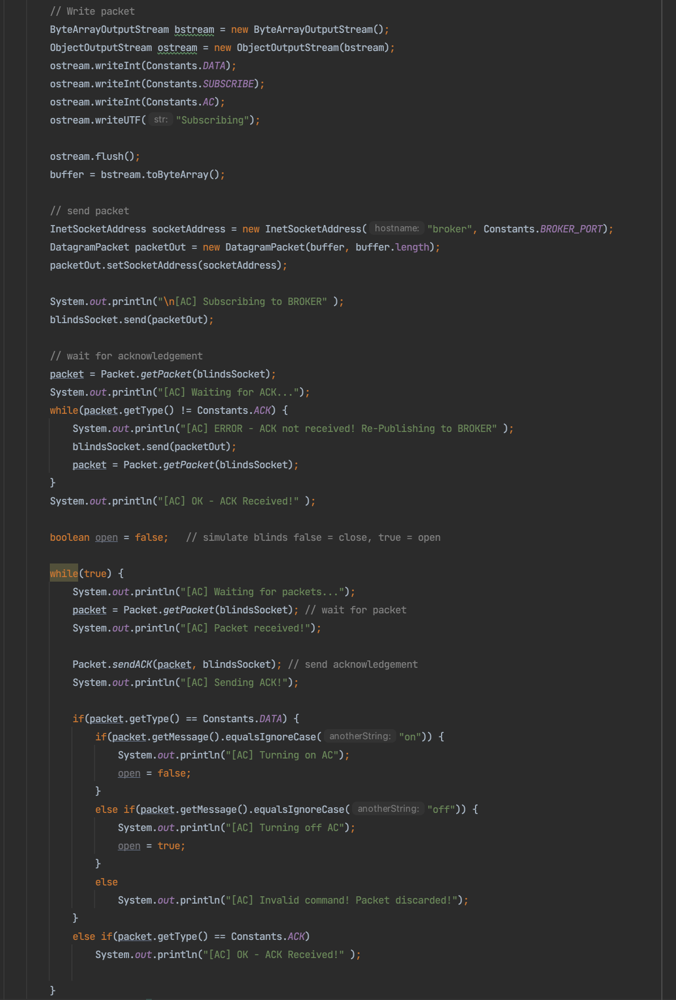 // Write packet
ByteArrayOutputStream bstream = new ByteArrayOutputStream();
ObjectOutputStream ostream = new ObjectOutputStream(bstream);
ostream.writeInt(Constants.DATA);
ostream.writeInt(Constants.SUBSCRIBE);
ostream.writeInt(Constants.AC);
ostream.writeUTF( str: "Subscribing");
ostream.flush();
buffer = bstream.toByteArray();
// send packet
InetSocketAddress socketAddress = new InetSocketAddress( hostname: "broker", Constants.BROKER_PORT);
DatagramPacket packetOut = new DatagramPacket(buffer, buffer.length);
packetOut.setSocketAddress(socketAddress);
System.out.println("\n[AC] Subscribing to BROKER" );
blindsSocket.send(packetOut);
// wait for acknowledgement
packet = Packet.getPacket(blindsSocket);
System.out.println("[AC] Waiting for ACK...");
while(packet.getType() != Constants.ACK) {
System.out.println("[AC] ERROR - ACK not received! Re-Publishing to BROKER" );
blindsSocket.send(packetOut);
packet = Packet.getPacket(blindsSocket);
}
System.out.println("[AC] OK - ACK Received!" );
boolean open = false;   // simulate blinds false = close, true = open
while(true) {
System.out.println("[AC] Waiting for packets...");
packet = Packet.getPacket(blindsSocket); // wait for packet
System.out.println("[AC] Packet received!");
Packet.sendACK(packet, blindsSocket); // send acknowledgement
System.out.println("[AC] Sending ACK!");
if(packet.getType() == Constants.DATA) {
if(packet.getMessage().equalsIgnoreCase( anotherString: "on")) {
System.out.println("[AC] Turning on AC");
open = false;
}
else if(packet.getMessage().equalsIgnoreCase( anotherString: "off")) {
System.out.println("[AC] Turning off AC");
open = true;
}
else
System.out.println("[AC] Invalid command! Packet discarded!");
}
else if(packet.getType() == Constants.ACK)
System.out.println("[AC] OK - ACK Received!" );
}